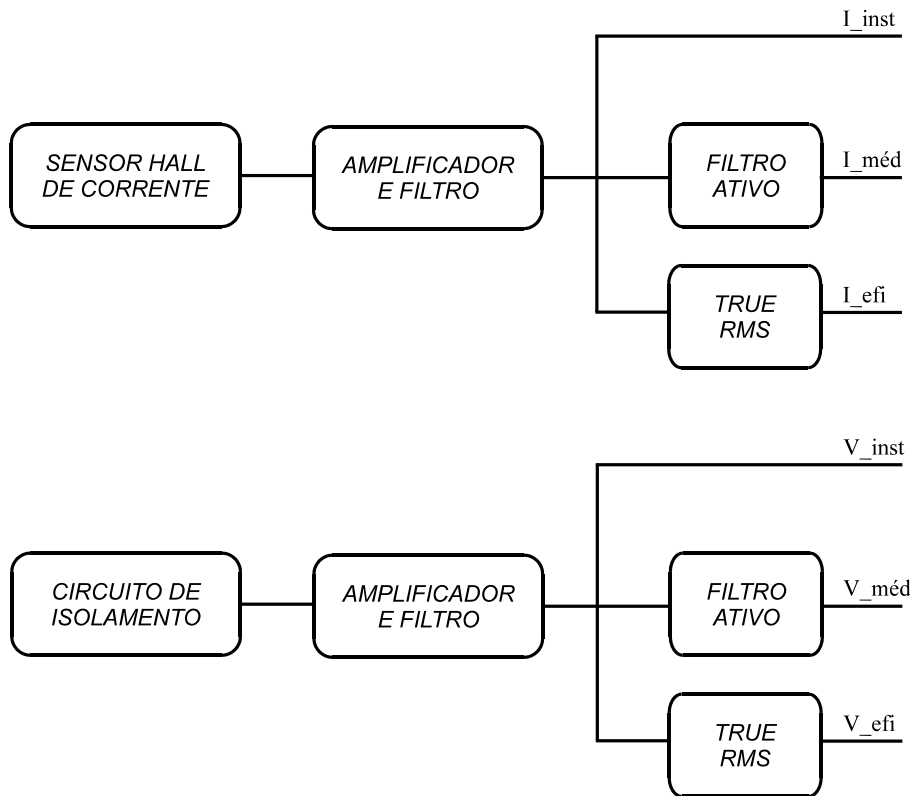 I_inst
SENSOR HALL
DE CORRENTE
AMPLIFICADOR
E FILTRO
FILTRO
ATIVO
I_méd
TRUE
RMS
I_efi
V_inst
CIRCUITO DE
ISOLAMENTO
AMPLIFICADOR
E FILTRO
FILTRO
ATIVO
V_méd
TRUE
RMS
V_efi